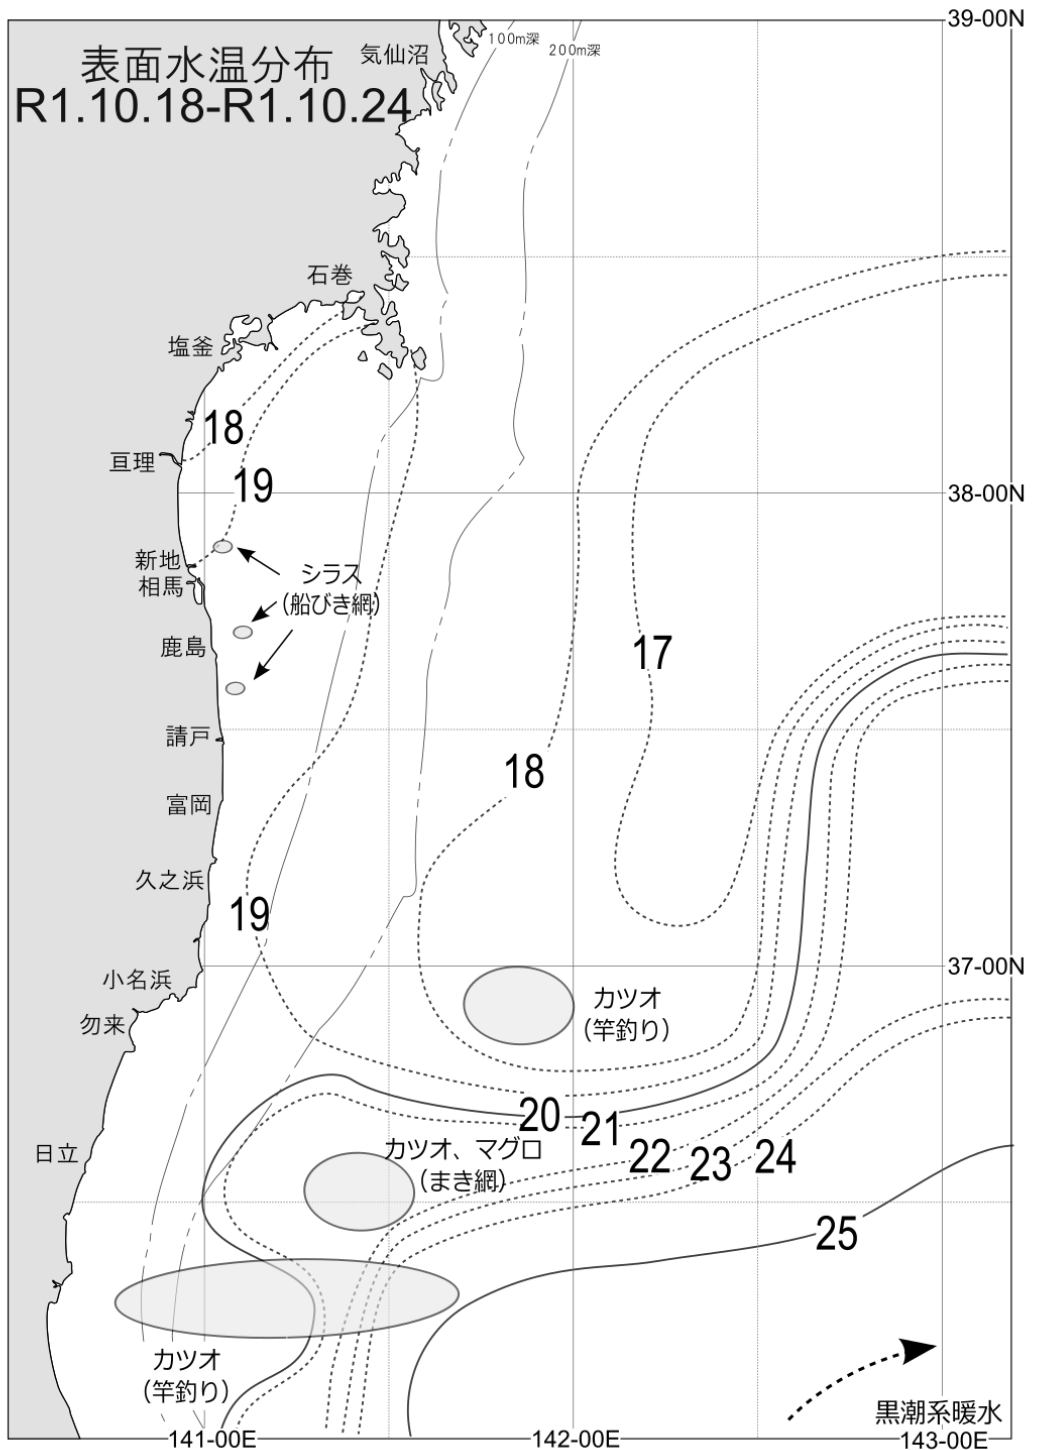 39-00N
100m深
200m深
気仙沼
表面水温分布
R1.10.18-R1.10.24
石巻
塩釜
18
亘理
19
38-00N
新地
相馬
シラス
(船びき網)
鹿島
17
請戸
18
富岡
久之浜
19
37-00N
小名浜
カツオ
(竿釣り)
勿来
20
21
22
23
24
日立
カツオ、マグロ
(まき網)
25
カツオ
(竿釣り)
黒潮系暖水
141-00E
142-00E
143-00E